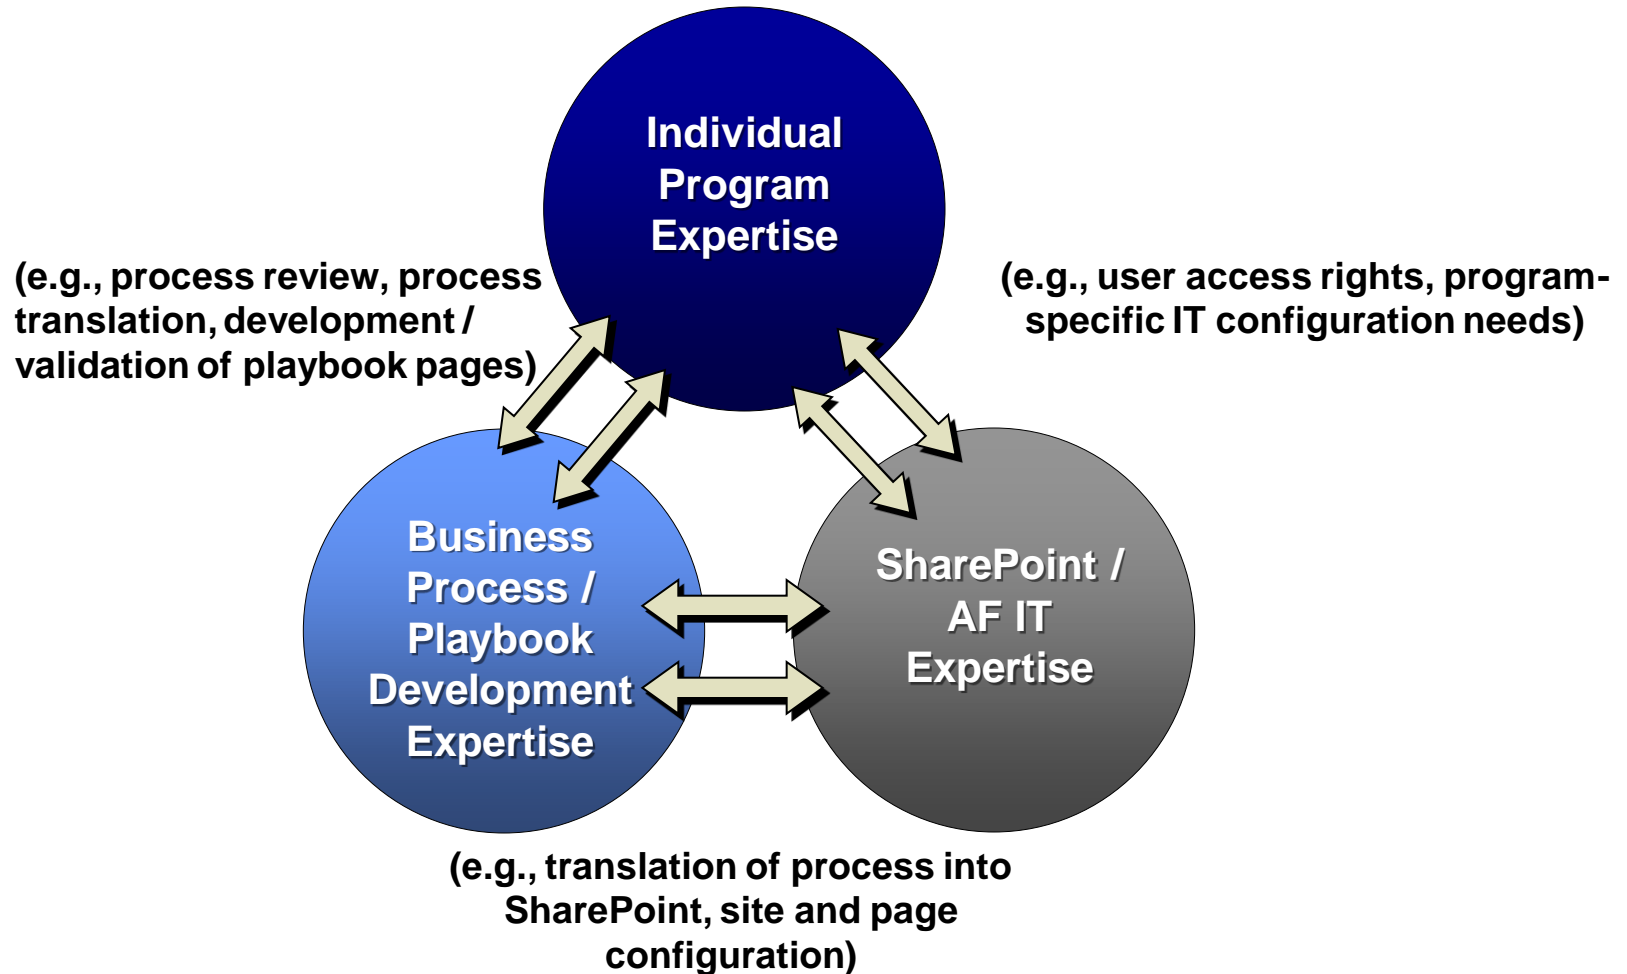 Individual
Program
Expertise
(e.g., process review, process
translation, development /
validation of playbook pages)
(e.g., user access rights, program-
specific IT configuration needs)
Business
Process /
Playbook
Development
Expertise
SharePoint /
AF IT
Expertise
(e.g., translation of process into
SharePoint, site and page
configuration)